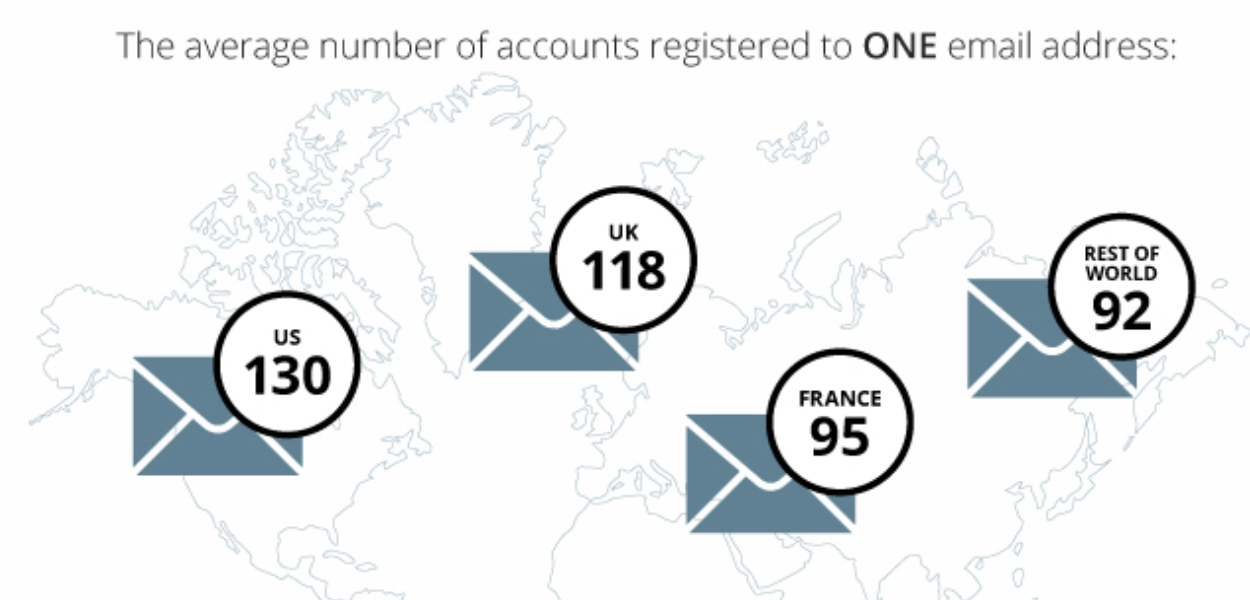 The average number of accounts registered to ONE email address:
UK
118
REST OF
WORLD
92
US
130
FRANCE
95